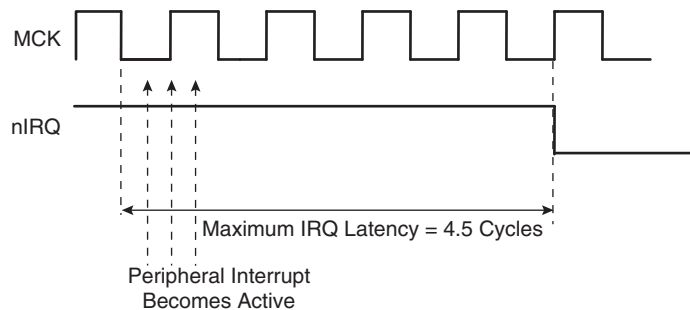 MCK
nIRQ
Maximum IRQ Latency = 4.5 Cycles
Peripheral Interrupt
Becomes Active